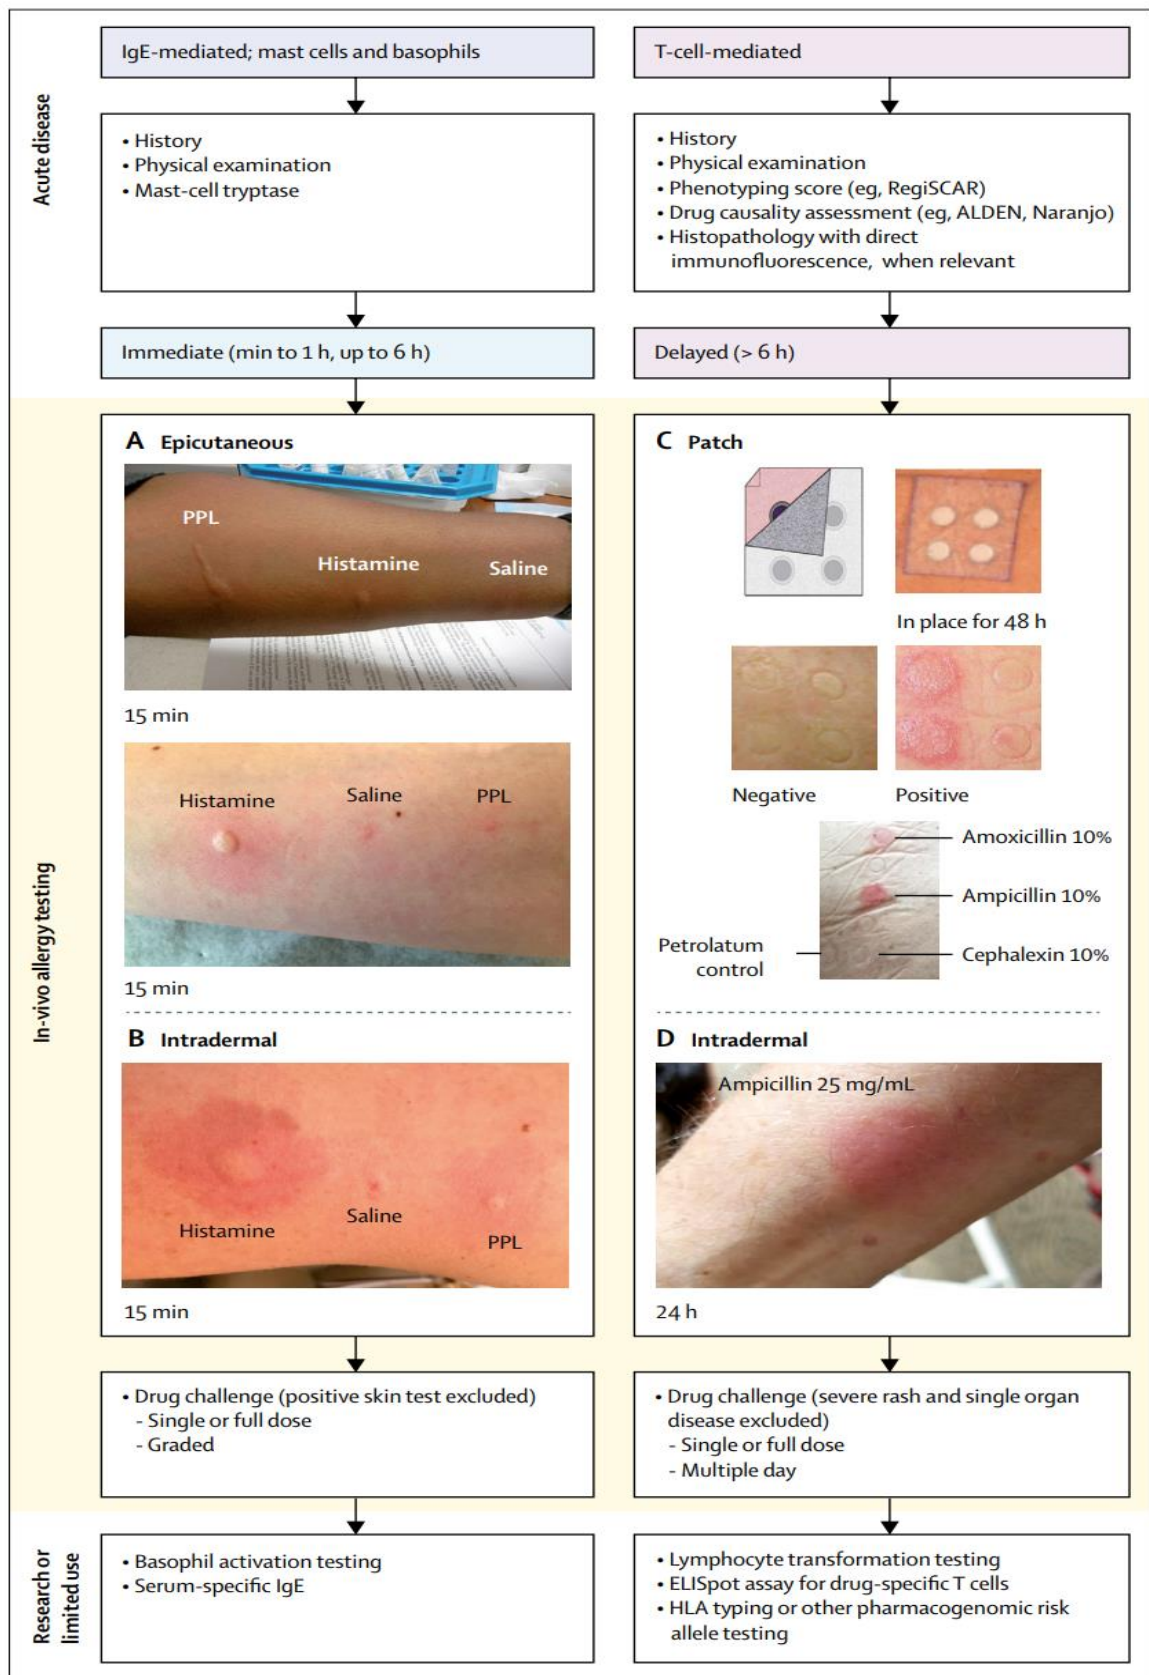 Acute disease
IgE-mediated; mast cells and basophils
• History
• Physical examination
• Mast-cell tryptase
Immediate (min to 1 h, up to 6 h)
T-cell-mediated
• History
• Physical examination
• Phenotyping score (eg, RegiSCAR)
• Drug causality assessment (eg, ALDEN, Naranjo)
• Histopathology with direct
immunofluorescence, when relevant
Delayed (> 6 h)
In-vivo allergy testing
A Epicutaneous
PPL
Histamine
Saline
15 min
Histamine
Saline
PPL
15 min
B Intradermal
Histamine
Saline
PPL
15 min
C Patch
In place for 48 h
Negative
Positive
Amoxicillin 10%
Ampicillin 10%
Petrolatum
control
Cephalexin 10%
D Intradermal
Ampicillin 25 mg/mL
24 h
• Drug challenge (positive skin test excluded)
- Single or full dose
- Graded
• Drug challenge (severe rash and single organ
disease excluded)
- Single or full dose
- Multiple day
Research or
limited use
• Basophil activation testing
• Serum-specific IgE
• Lymphocyte transformation testing
• ELISpot assay for drug-specific T cells
• HLA typing or other pharmacogenomic risk
allele testing